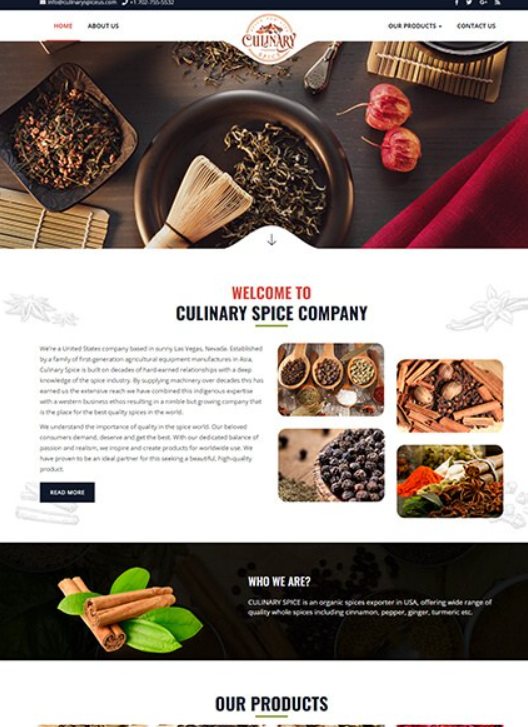 info@culinaryspiceus.com +1 702-755-5532
HOME ABOUT US
CULINARY
SPICE
OUR PRODUCTS CONTACT US
WELCOME TO
CULINARY SPICE COMPANY
We're a United States company based in sunny Las Vegas, Nevada. Established
by a family of first-generation agricultural equipment manufactures in Asia,
Culinary Spice is built on decades of hard-earned relationships with a deep
knowledge of the spice industry. By supplying machinery over decades this has
earned us the extensive reach we have combined this indigenous expertise
with a western business ethos resulting in a nimble but growing company that
is the place for the best quality spices in the world.
We understand the importance of quality in the spice world. Our beloved
consumers demand, deserve and get the best. With our dedicated balance of
passion and realism, we inspire and create products for worldwide use. We
have proven to be an ideal partner for this seeking a beautiful, high-quality
product.
READ MORE
WHO WE ARE?
CULINARY SPICE is an organic spices exporter in USA, offering wide range of
quality whole spices including cinnamon, pepper, ginger, turmeric etc.
OUR PRODUCTS